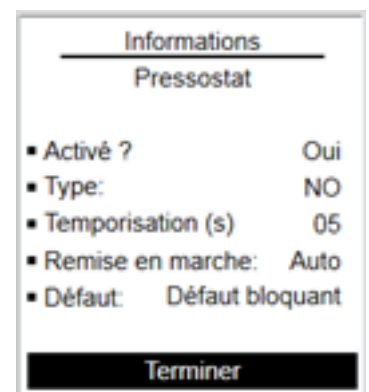 Informations
Pressostat
▪ Activé ? Oui
▪ Type: NO
▪ Temporisation (s) 05
▪ Remise en marche: Auto
▪ Défaut: Défaut bloquant
Terminer